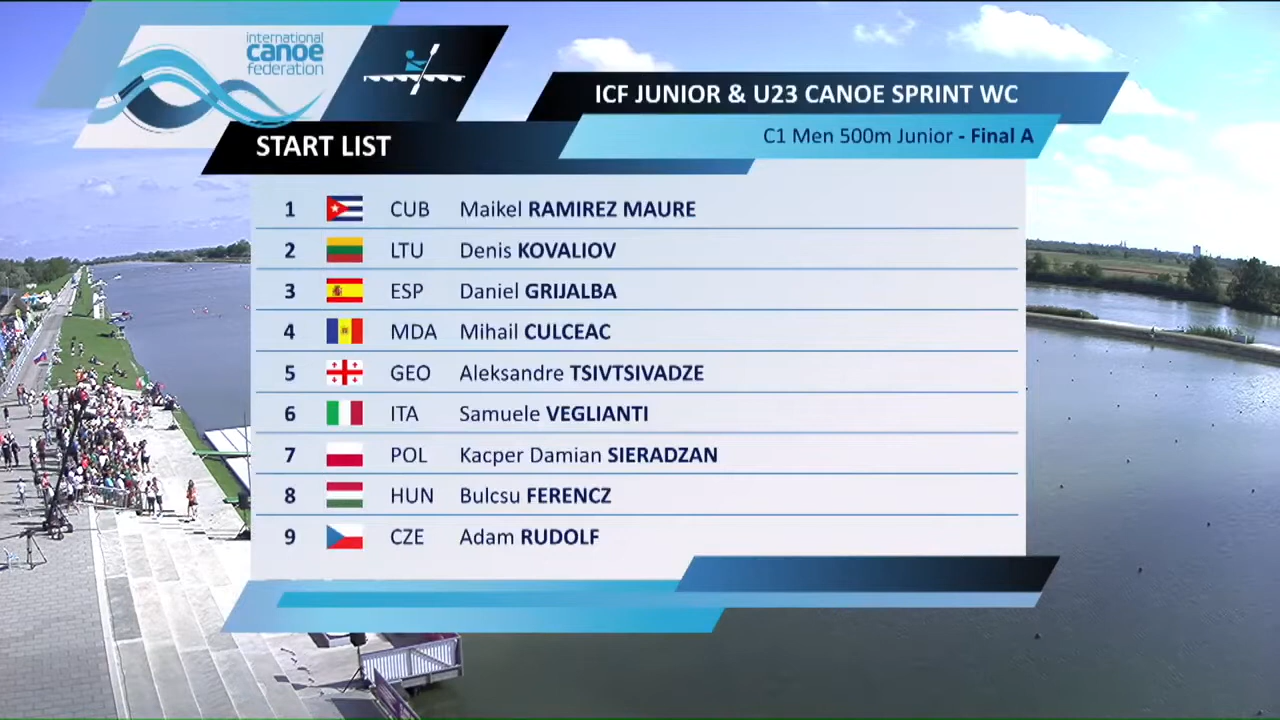 international
canoe
federation
ICF JUNIOR & U23 CANOE SPRINT WC
START LIST
C1 Men 500m Junior - Final A
1 CUB Maikel RAMIREZ MAURE
2 LTU Denis KOVALIOV
3 ESP Daniel GRIJALBA
4 MDA Mihail CULCEAC
5 GEO Aleksandre TSIVTSIVADZE
6 ITA Samuele VEGLIANTI
7 POL Kacper Damian SIERADZAN
8 HUN Bulcsu FERENCZ
9 CZE Adam RUDOLF